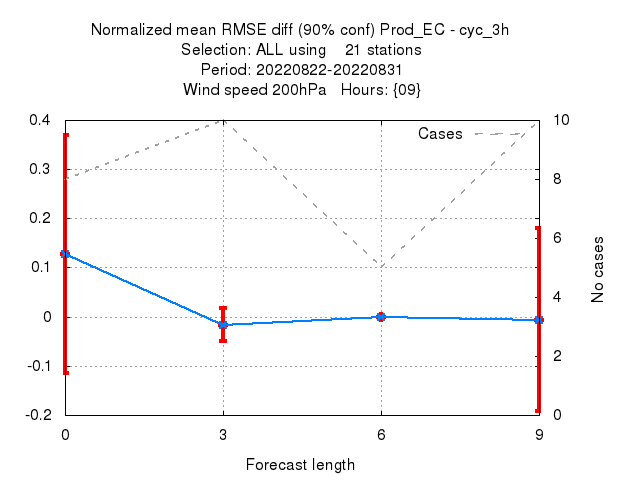 Normalized mean RMSE diff (90% conf) Prod_EC - cyc_3h
Selection: ALL using    21 stations
Period: 20220822-20220831
Wind speed 200hPa   Hours: {09}
0.4
0.3
0.2
0.1
0
-0.1
-0.2
Cases
10
8
6
4
2
0
No cases
0 3 6 9
Forecast length